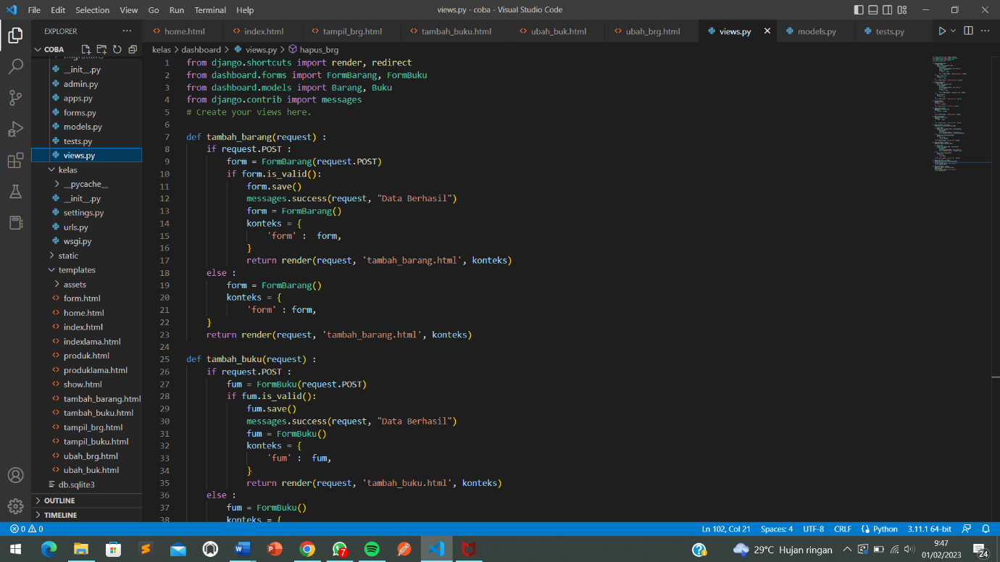 File Edit Selection View Go Run Terminal Help
views.py - coba - Visual Studio Code
EXPLORER
home.html index.html tampil_brg.html tambah_buku.html ubah_buk.html ubah_brg.html views.py models.py tests.py
COBA
kelas > dashboard > views.py > hapus_brg
migrations
__init__.py
admin.py
apps.py
forms.py
models.py
tests.py
views.py
kelas
__pycache__
__init__.py
settings.py
urls.py
wsgi.py
static
templates
assets
form.html
home.html
index.html
indexlama.html
produk.html
produklama.html
show.html
tambah_barang.html
tambah_buku.html
tampil_brg.html
tampil_buku.html
ubah_brg.html
ubah_buk.html
db.sqlite3
OUTLINE
TIMELINE
1 from django.shortcuts import render, redirect
2 from dashboard.forms import FormBarang, FormBuku
3 from dashboard.models import Barang, Buku
4 from django.contrib import messages
5 # Create your views here.
6
7 def tambah_barang(request) :
8 if request.POST :
9 form = FormBarang(request.POST)
10 if form.is_valid():
11 form.save()
12 messages.success(request, "Data Berhasil")
13 form = FormBarang()
14 konteks = {
15 'form' :  form,
16 }
17 return render(request, 'tambah_barang.html', konteks)
18 else :
19 form = FormBarang()
20 konteks = {
21 'form' : form,
22 }
23 return render(request, 'tambah_barang.html', konteks)
24
25 def tambah_buku(request) :
26 if request.POST :
27 fum = FormBuku(request.POST)
28 if fum.is_valid():
29 fum.save()
30 messages.success(request, "Data Berhasil")
31 fum = FormBuku()
32 konteks = {
33 'fum' :  fum,
34 }
35 return render(request, 'tambah_buku.html', konteks)
36 else :
37 fum = FormBuku()
38 konteks = {
0 0 Ln 102, Col 21 Spaces: 4 UTF-8 CRLF Python 3.11.1 64-bit
7
29°C Hujan ringan
9:47
01/02/2023
24